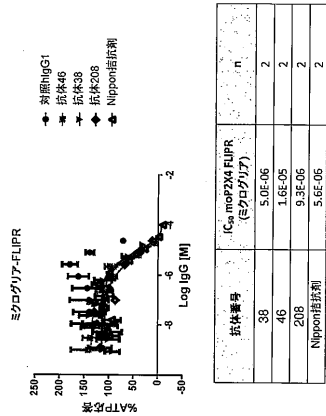 ミクログリア-FLIPR
%ATP応答
250
200
150
100
50
0
-50
-8
-6
-4
-2
Log IgG [M]
対照hIgG1
抗体46
抗体38
抗体208
Nippon拮抗剤
抗体番号 IC50 moP2X4 FLIPR (ミクログリア) n
38 5.0E-06 2
46 1.6E-05 2
208 9.3E-06 2
Nippon拮抗剤 5.6E-06 2